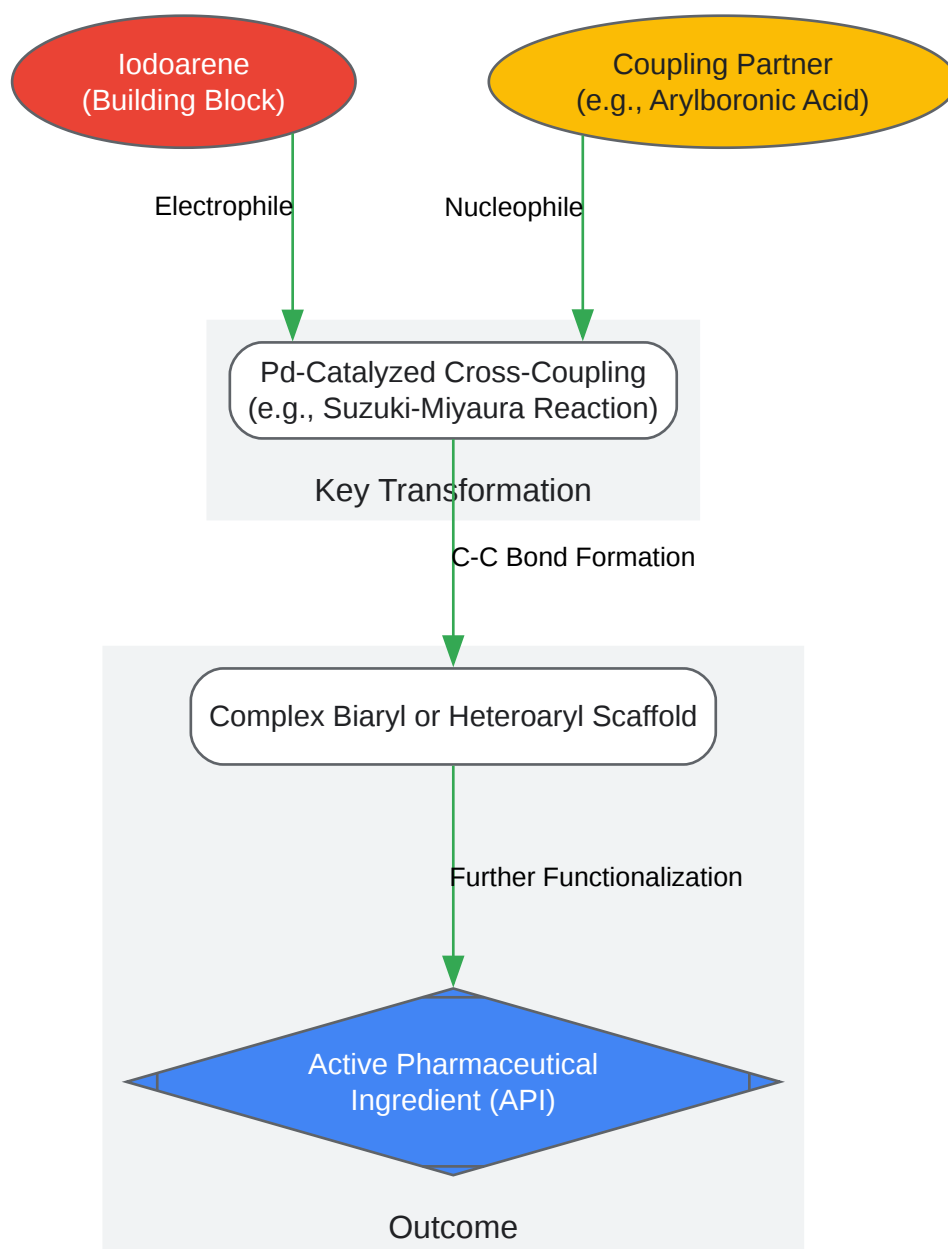 Iodoarene
(Building Block)
Coupling Partner
(e.g., Arylboronic Acid)
Electrophile
Nucleophile
Pd-Catalyzed Cross-Coupling
(e.g., Suzuki-Miyaura Reaction)
Key Transformation
C-C Bond Formation
Complex Biaryl or Heteroaryl Scaffold
Further Functionalization
Active Pharmaceutical
Ingredient (API)
Outcome